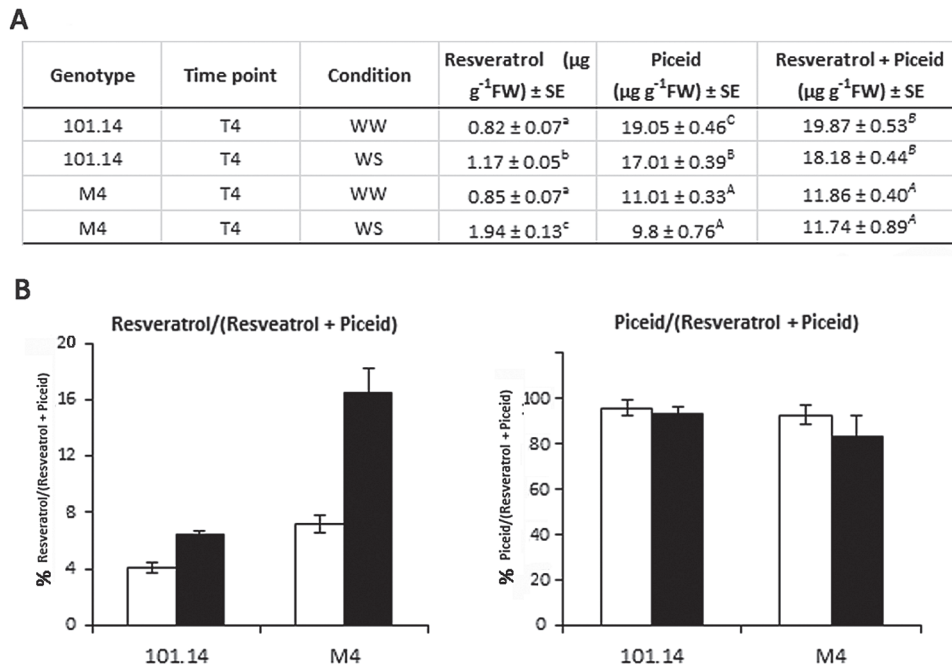 A
Genotype Time point Condition Resveratrol (µg g⁻¹FW) ± SE Piceid (µg g⁻¹FW) ± SE Resveratrol + Piceid (µg g⁻¹FW) ± SE
101.14 T4 WW 0.82 ± 0.07ᵃ 19.05 ± 0.46ᶜ 19.87 ± 0.53ᴮ
101.14 T4 WS 1.17 ± 0.05ᵇ 17.01 ± 0.39ᴮ 18.18 ± 0.44ᴮ
M4 T4 WW 0.85 ± 0.07ᵃ 11.01 ± 0.33ᴬ 11.86 ± 0.40ᴬ
M4 T4 WS 1.94 ± 0.13ᶜ 9.8 ± 0.76ᴬ 11.74 ± 0.89ᴬ
B
Resveratrol/(Resveatrol + Piceid)
% Resveratrol/(Resveatrol + Piceid)
20
16
12
8
4
0
101.14 M4
Piceid/(Resveratrol + Piceid)
% Piceid/(Resveratrol + Piceid)
100
80
60
40
20
0
101.14 M4